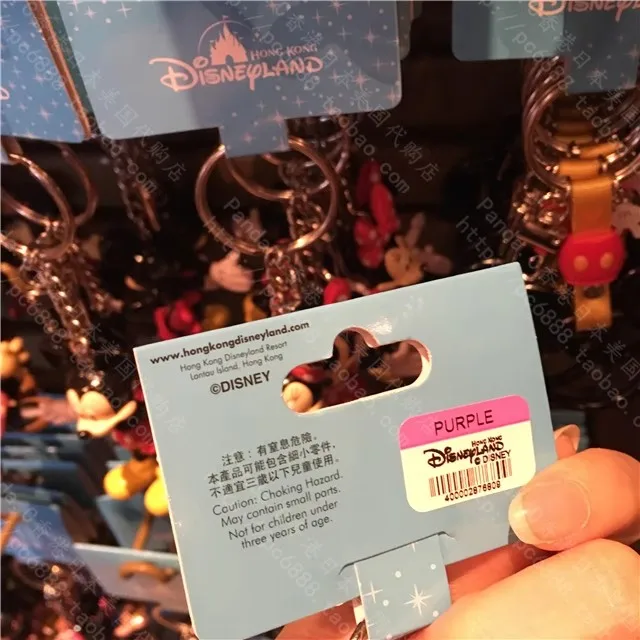 HONG KONG
DISNEYLAND
www.hongkongdisneyland.com
Hong Kong Disneyland Resort
Lantau Island, Hong Kong
©DISNEY
注意：有窒息危險。
本產品可能包含細小零件，
不適宜三歲以下兒童使用。
Caution: Choking Hazard.
May contain small parts.
Not for children under
three years of age.
PURPLE
HONG KONG
DISNEYLAND
© DISNEY
400002676909